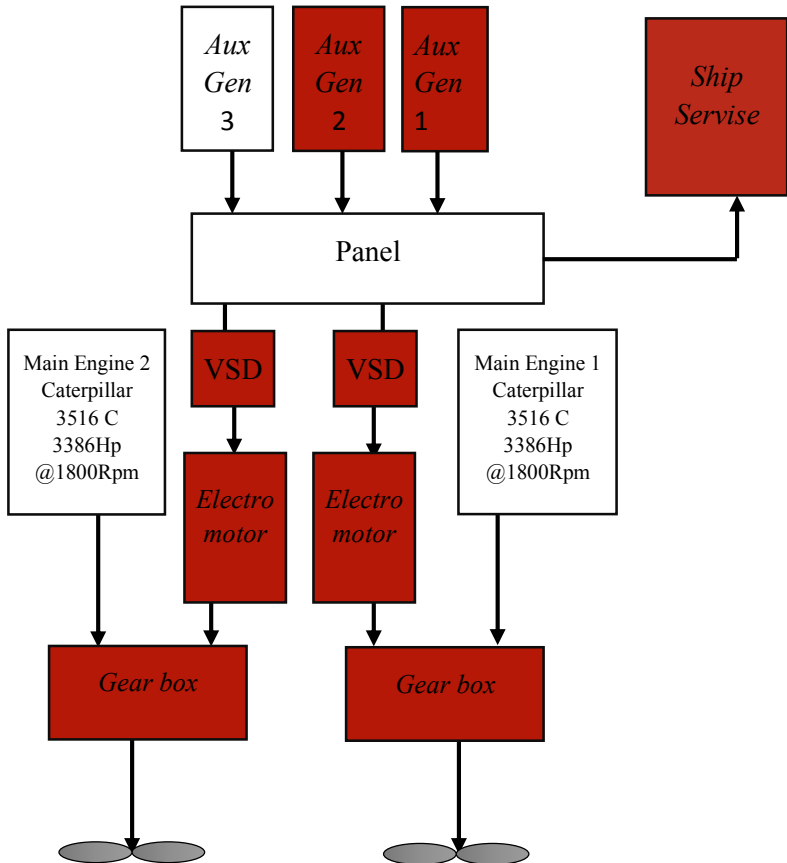 Aux
Gen
3
Aux
Gen
2
Aux
Gen
1
Ship
Servise
Panel
Main Engine 2
Caterpillar
3516 C
3386Hp
@1800Rpm
VSD
VSD
Main Engine 1
Caterpillar
3516 C
3386Hp
@1800Rpm
Electro
motor
Electro
motor
Gear box
Gear box